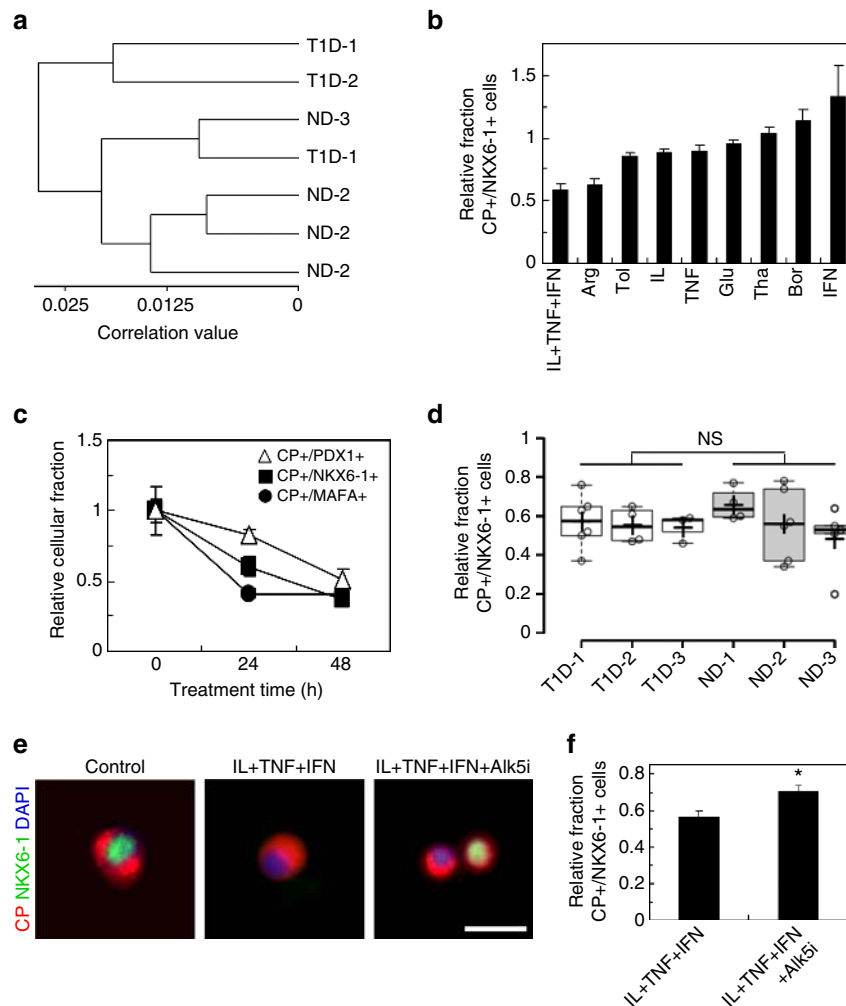 a
T1D-1
T1D-2
ND-3
T1D-1
ND-2
ND-2
ND-2
0.025
0.0125
0
Correlation value
b
Relative fraction
CP+/NKX6-1+ cells
1.5
1
0.5
0
IL+TNF+IFN
Arg
Tol
IL
TNF
Glu
Tha
Bor
IFN
c
Relative cellular fraction
1.5
1
0.5
0
CP+/PDX1+
CP+/NKX6-1+
CP+/MAFA+
0
24
48
Treatment time (h)
d
Relative fraction
CP+/NKX6-1+ cells
NS
1
0.8
0.6
0.4
0.2
0
T1D-1
T1D-2
T1D-3
ND-1
ND-2
ND-3
e
Control
IL+TNF+IFN
IL+TNF+IFN+Alk5i
CP NKX6-1 DAPI
f
Relative fraction
CP+/NKX6-1+ cells
0.8
0.6
0.4
0.2
0
*
IL+TNF+IFN
IL+TNF+IFN
+Alk5i